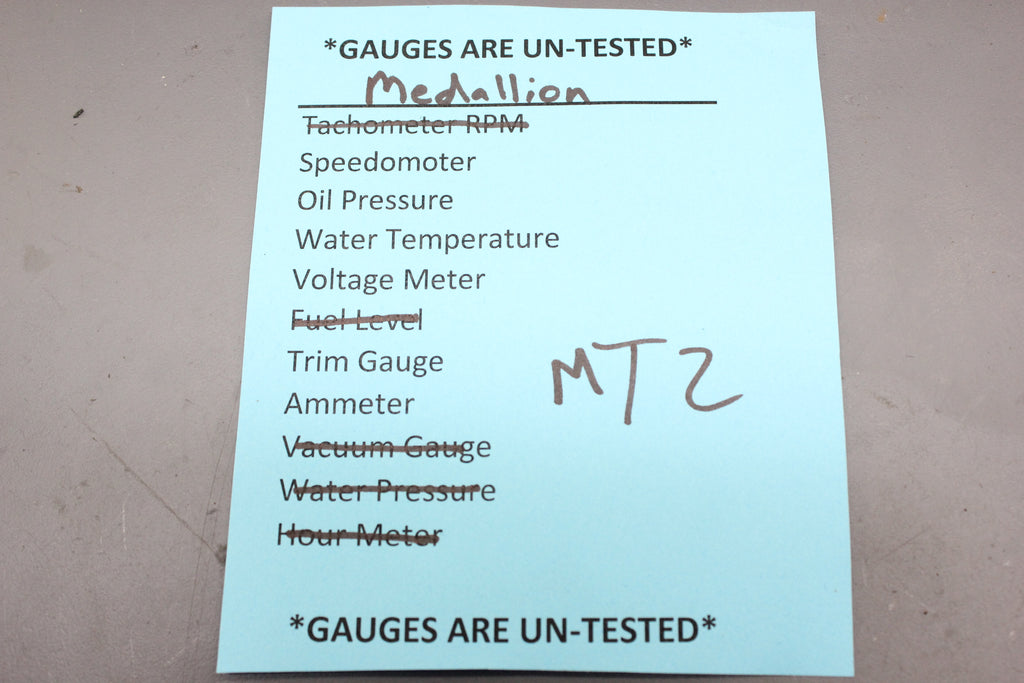 *GAUGES ARE UN-TESTED*
Medallion
Tachometer RPM
Speedomoter
Oil Pressure
Water Temperature
Voltage Meter
Fuel Level
Trim Gauge
MTZ
Ammeter
Vacuum Gauge
Water Pressure
Hour Meter
*GAUGES ARE UN-TESTED*